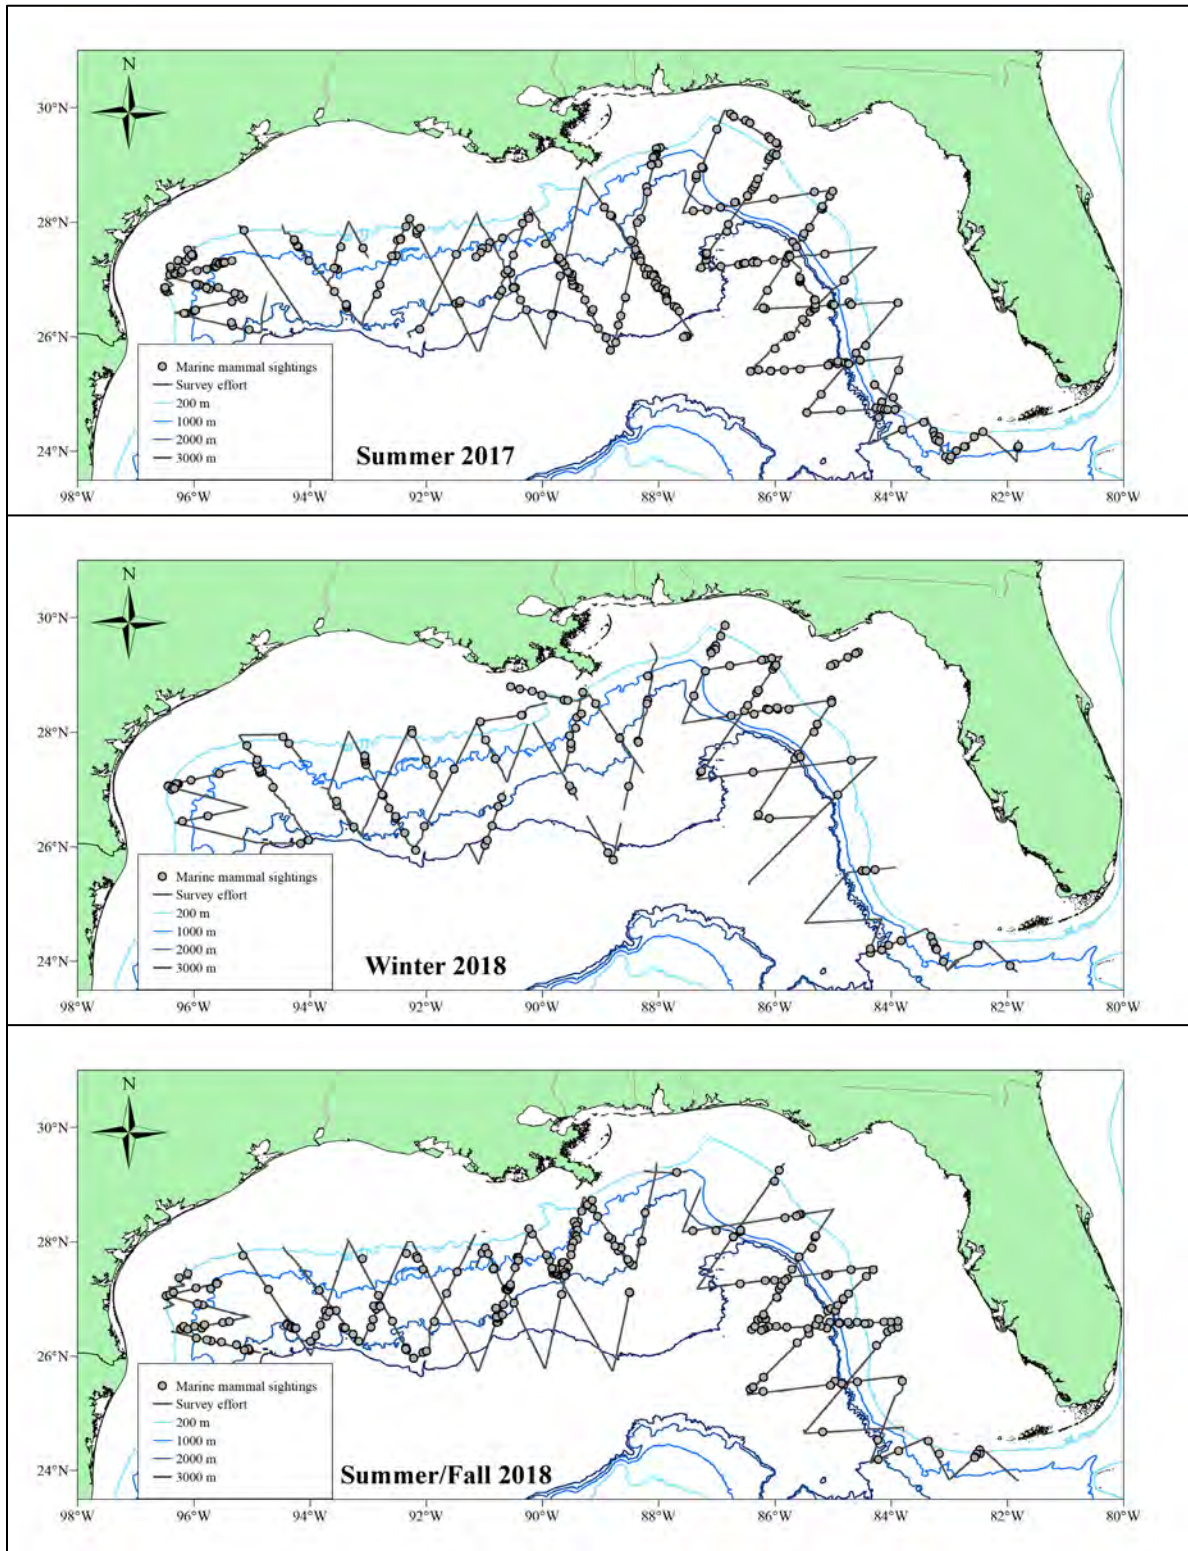 N
30°N
28°N
26°N
24°N
Marine mammal sightings
Survey effort
200 m
1000 m
2000 m
3000 m
Summer 2017
98°W 96°W 94°W 92°W 90°W 88°W 86°W 84°W 82°W 80°W
N
30°N
28°N
26°N
24°N
Marine mammal sightings
Survey effort
200 m
1000 m
2000 m
3000 m
Winter 2018
98°W 96°W 94°W 92°W 90°W 88°W 86°W 84°W 82°W 80°W
N
30°N
28°N
26°N
24°N
Marine mammal sightings
Survey effort
200 m
1000 m
2000 m
3000 m
Summer/Fall 2018
98°W 96°W 94°W 92°W 90°W 88°W 86°W 84°W 82°W 80°W